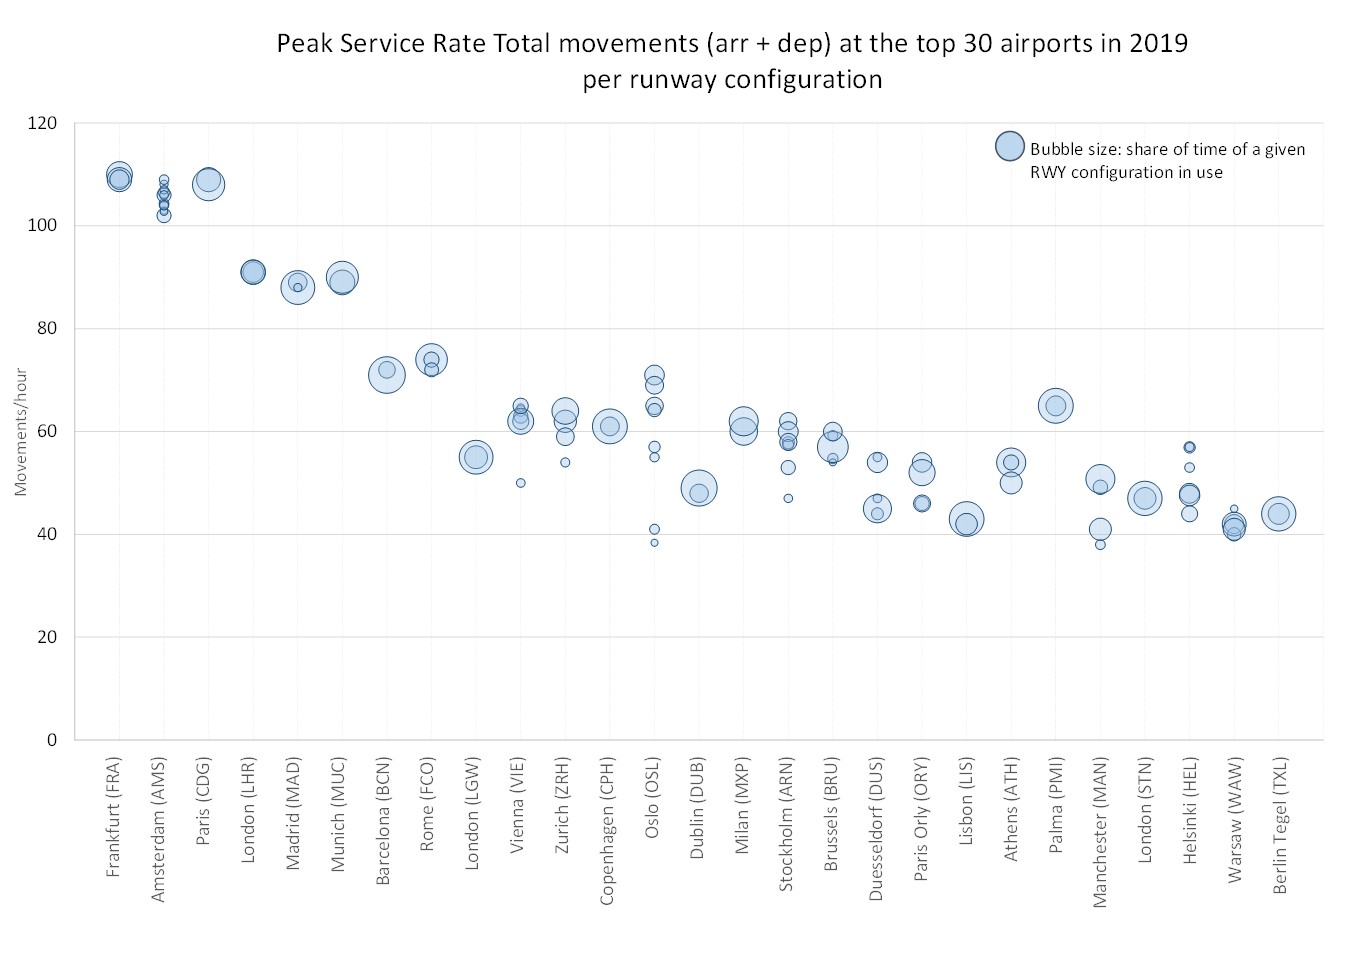 Peak Service Rate Total movements (arr + dep) at the top 30 airports in 2019
per runway configuration
Bubble size: share of time of a given
RWY configuration in use
120
100
80
60
40
20
0
Movements/hour
Frankfurt (FRA)
Amsterdam (AMS)
Paris (CDG)
London (LHR)
Madrid (MAD)
Munich (MUC)
Barcelona (BCN)
Rome (FCO)
London (LGW)
Vienna (VIE)
Zurich (ZRH)
Copenhagen (CPH)
Oslo (OSL)
Dublin (DUB)
Milan (MXP)
Stockholm (ARN)
Brussels (BRU)
Duesseldorf (DUS)
Paris Orly (ORY)
Lisbon (LIS)
Athens (ATH)
Palma (PMI)
Manchester (MAN)
London (STN)
Helsinki (HEL)
Warsaw (WAW)
Berlin Tegel (TXL)